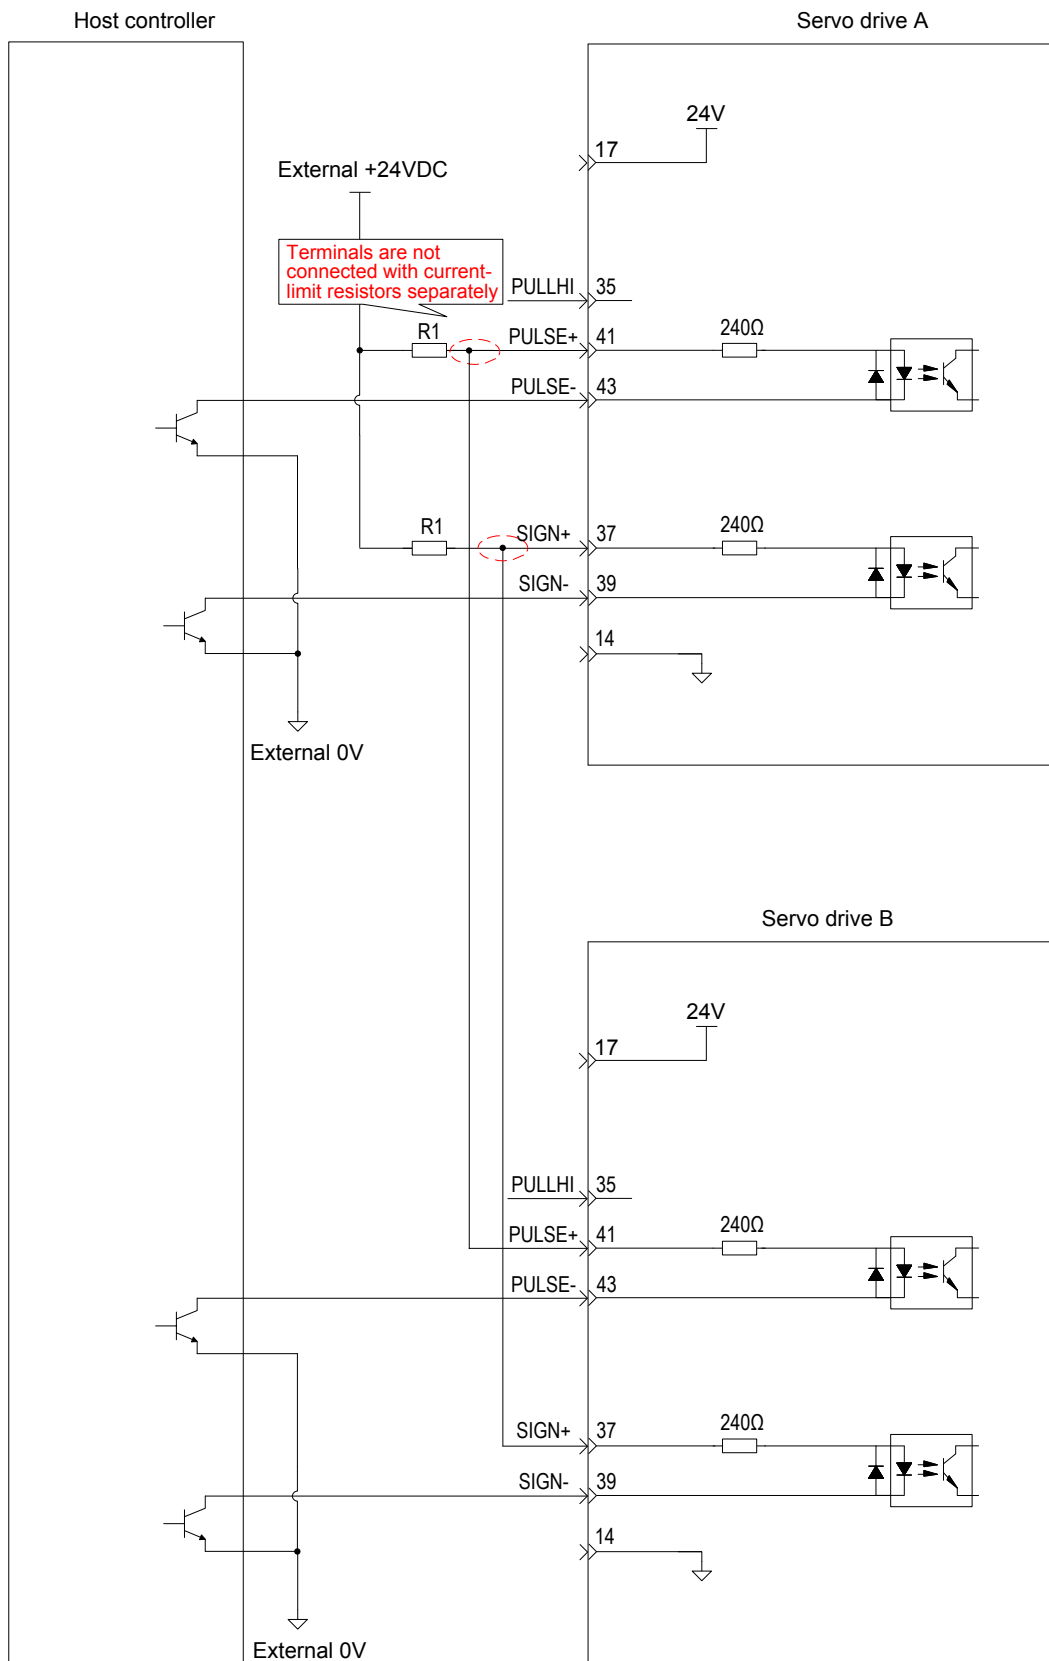 Host controller
Servo drive A
24V
17
External +24VDC
Terminals are not
connected with current-
limit resistors separately
PULLHI
35
R1
PULSE+
41
240Ω
PULSE-
43
R1
SIGN+
37
240Ω
SIGN-
39
14
External 0V
Servo drive B
24V
17
PULLHI
35
PULSE+
41
240Ω
PULSE-
43
SIGN+
37
240Ω
SIGN-
39
14
External 0V